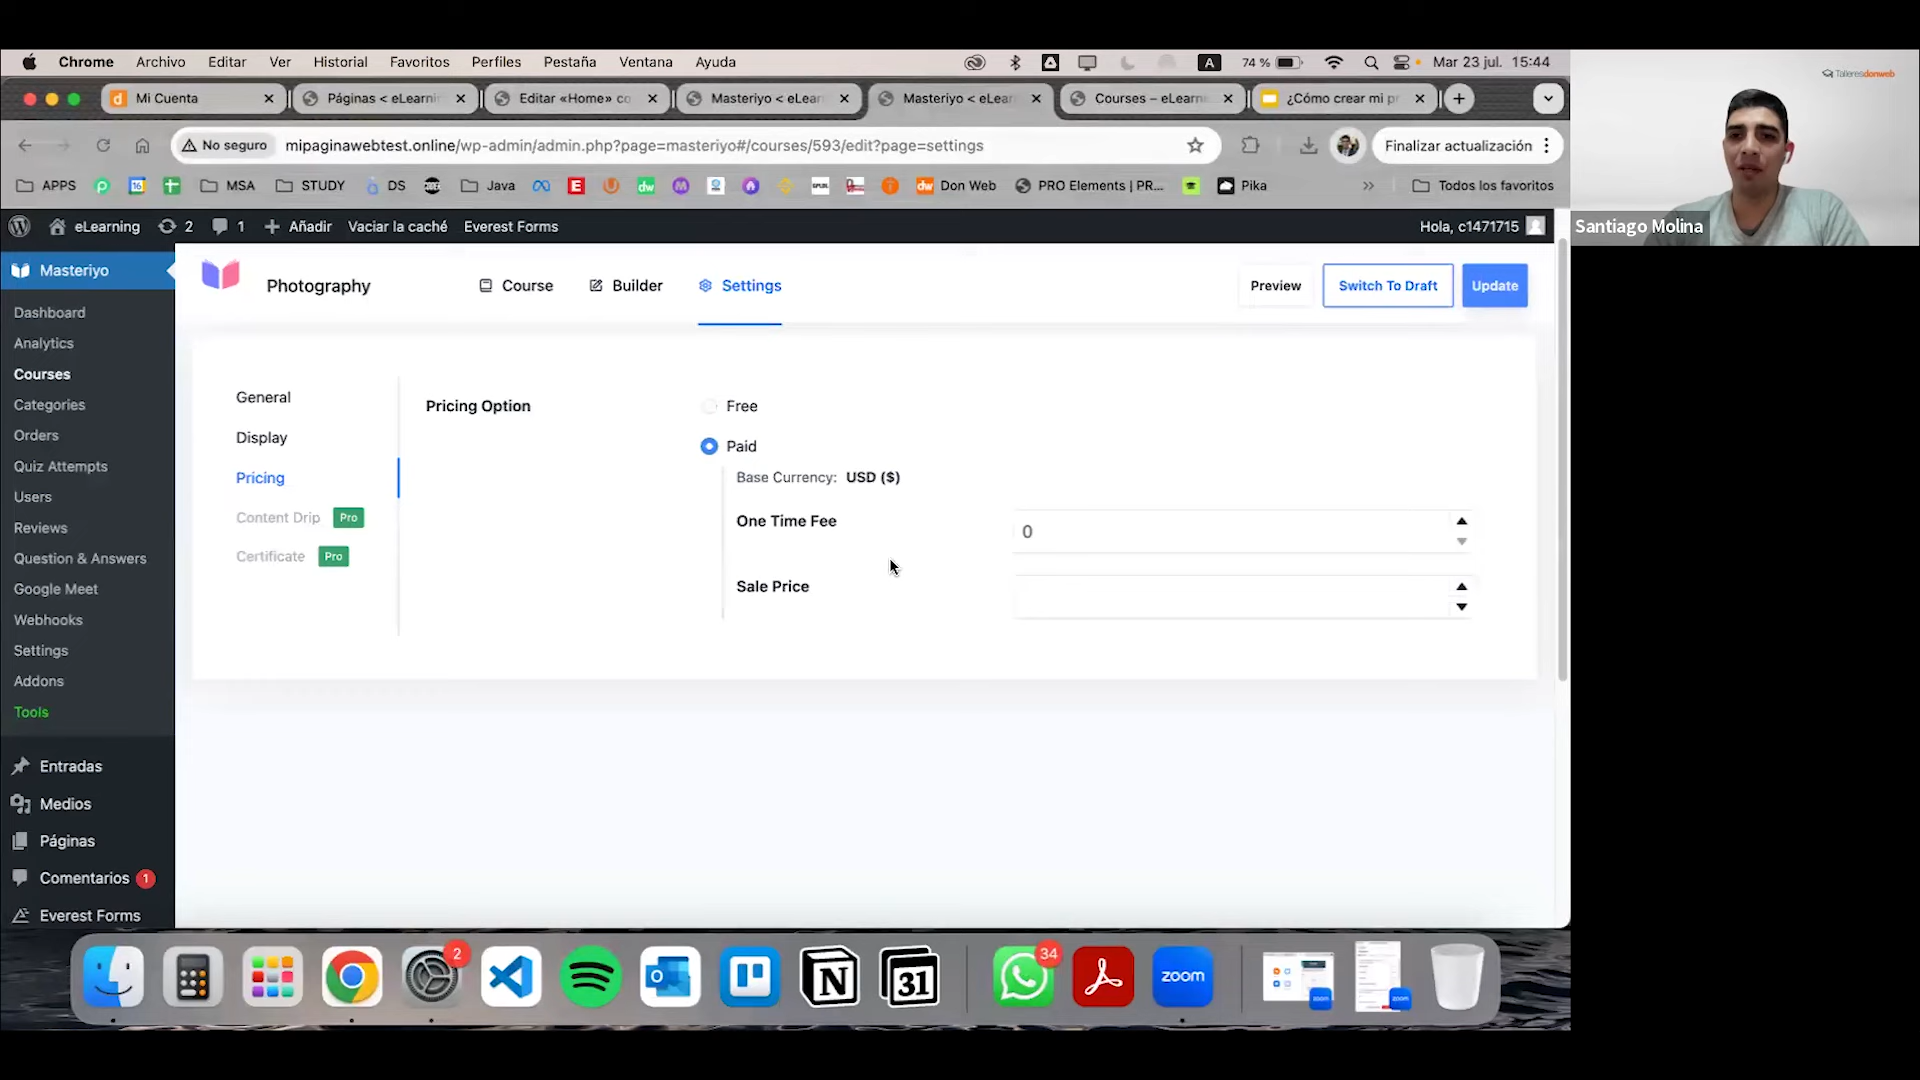 Chrome Archivo Editar Ver Historial Favoritos Perfiles Pestaña Ventana Ayuda A 74 % Mar 23 jul. 15:44
Mi Cuenta Páginas < eLearni Editar «Home» co Masteriyo < eLear Masteriyo < eLear Courses – eLearne ¿Cómo crear mi p
No seguro mipaginawebtest.online/wp-admin/admin.php?page=masteriyo#/courses/593/edit?page=settings Finalizar actualización
APPS MSA STUDY DS Java Don Web PRO Elements | PR... Pika Todos los favoritos
eLearning 2 1 Añadir Vaciar la caché Everest Forms Hola, c1471715
Talleresdonweb
Santiago Molina
Masteriyo
Dashboard
Analytics
Courses
Categories
Orders
Quiz Attempts
Users
Reviews
Question & Answers
Google Meet
Webhooks
Settings
Addons
Tools
Entradas
Medios
Páginas
Comentarios 1
Everest Forms
Photography Course Builder Settings Preview Switch To Draft Update
General
Display
Pricing
Content Drip Pro
Certificate Pro
Pricing Option
Free
Paid
Base Currency: USD ($)
One Time Fee
0
Sale Price
2
31
34
zoom
zoom
zoom